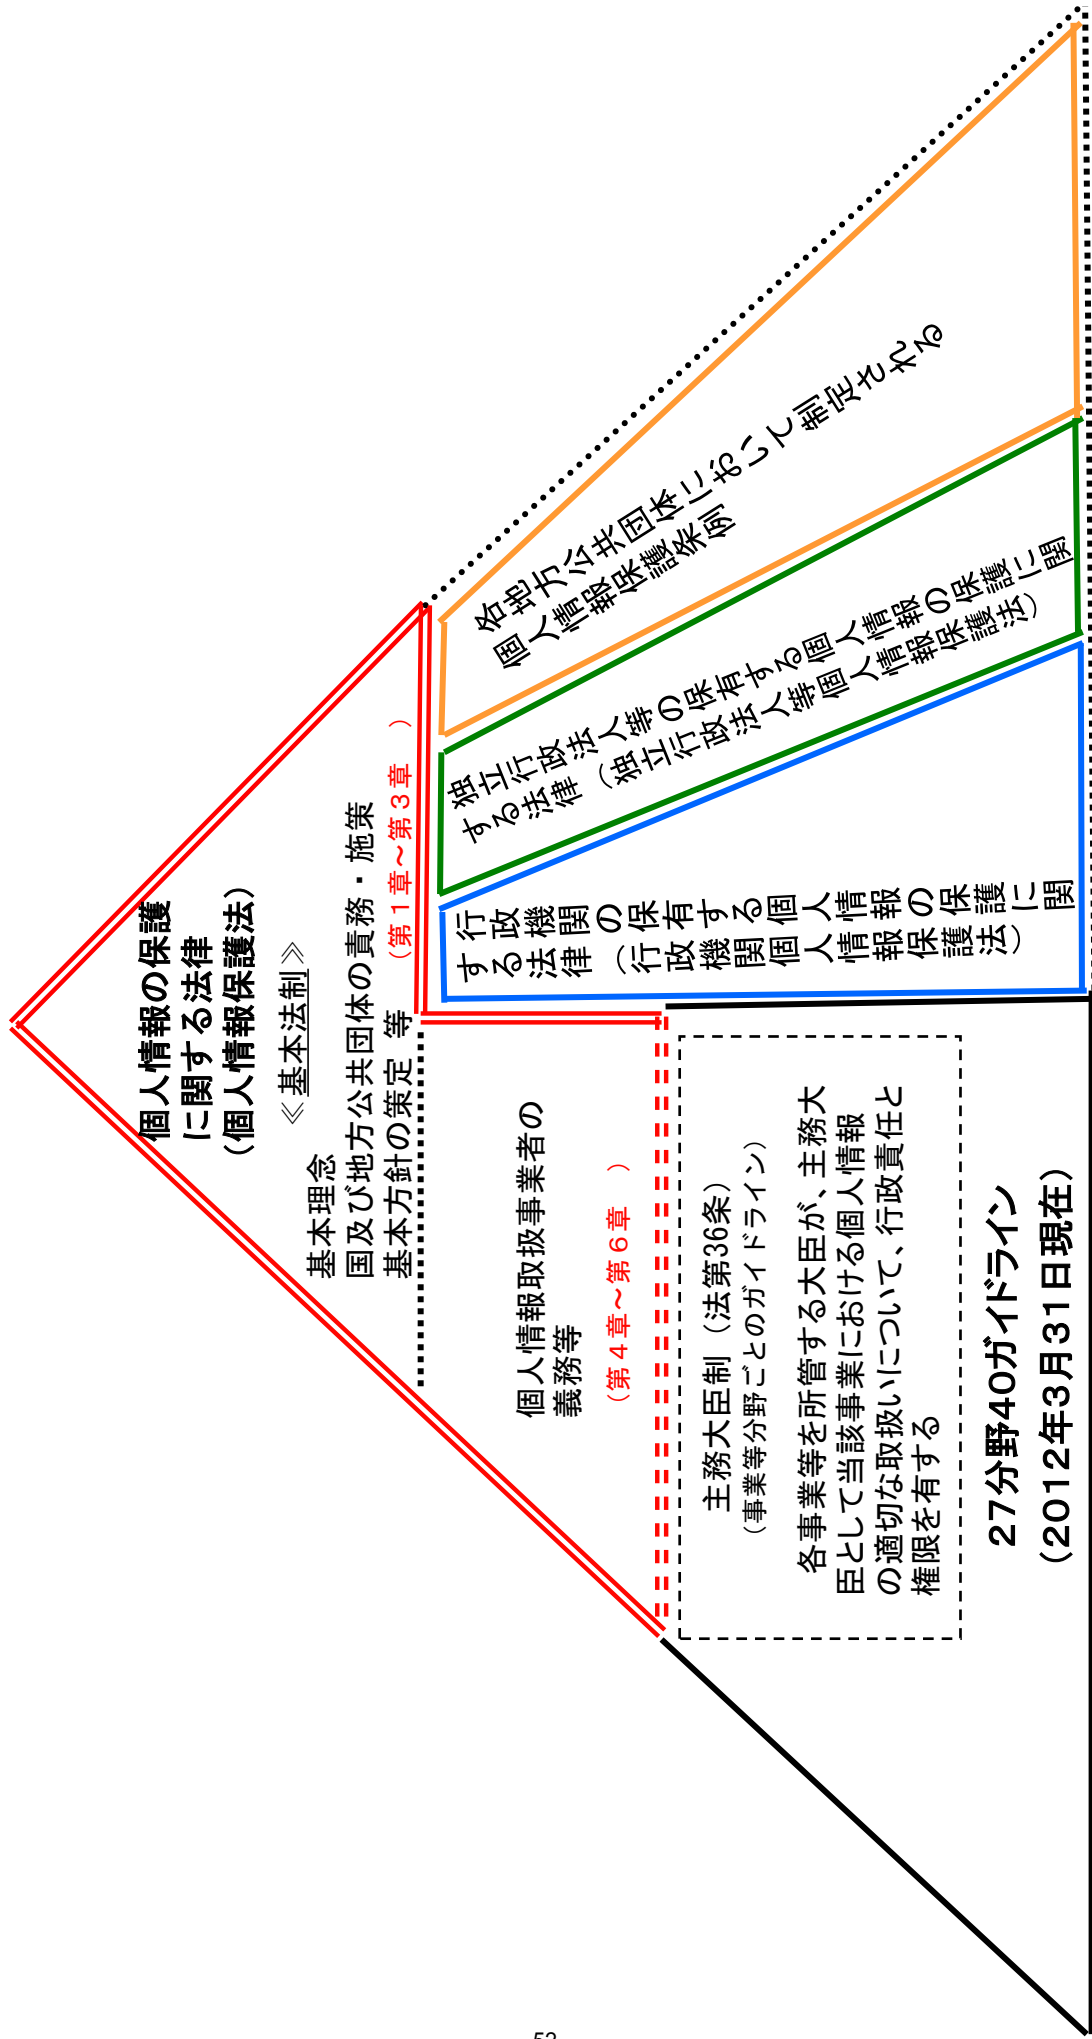 個人情報の保護
に関する法律
(個人情報保護法)
≪基本法制≫
基本理念
国及び地方公共団体の責務・施策
基本方針の策定 等
(第１章～第３章 )
個人情報取扱事業者の
義務等
(第４章～第６章 )
主務大臣制（法第36条）
（事業等分野ごとのガイドライン）
各事業等を所管する大臣が、主務大
臣として当該事業における個人情報
の適切な取扱いについて、行政責任と
権限を有する
２７分野４０ガイドライン
（２０１２年３月３１日現在）
行政機関の保有する個人情報の保護に関
する法律（行政機関個人情報保護法）
独立行政法人等の保有する個人情報の保護に関
する法律（独立行政法人等個人情報保護法）
各地方公共団体において制定される
個人情報保護条例
52